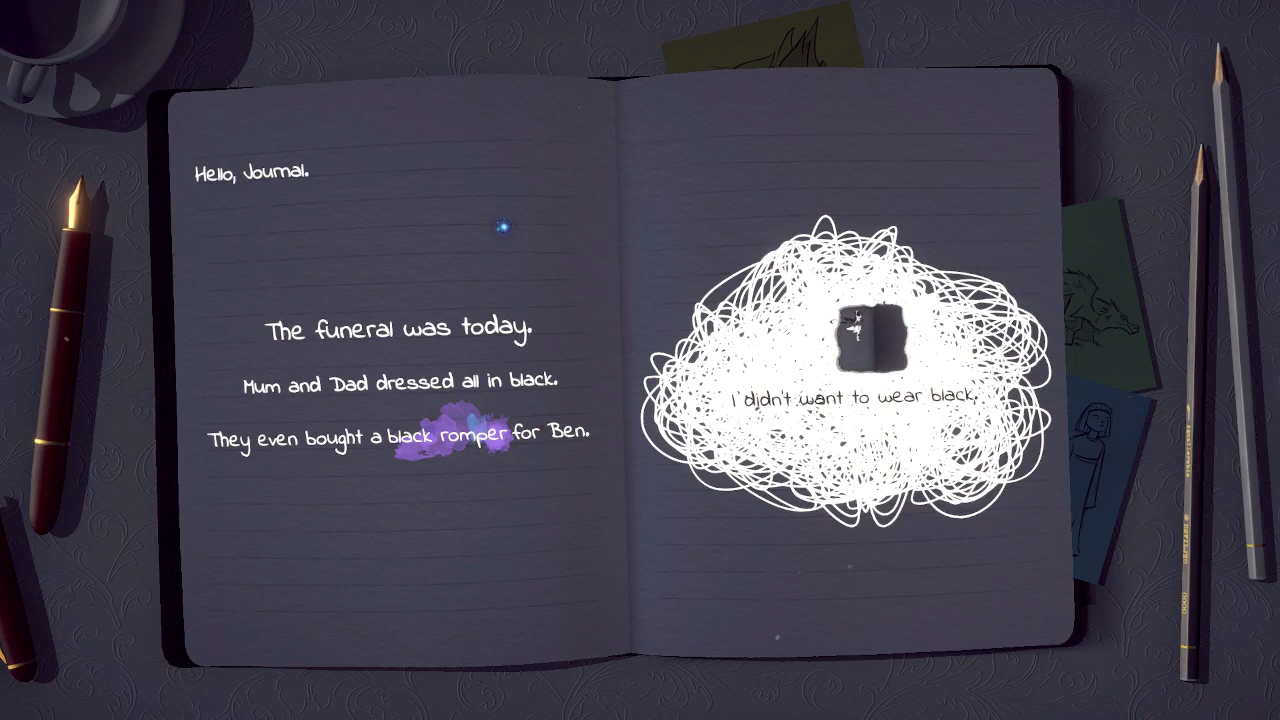 Hello, Journal.
The funeral was today.
Mum and Dad dressed all in black.
They even bought a black romper for Ben.
I didn't want to wear black.